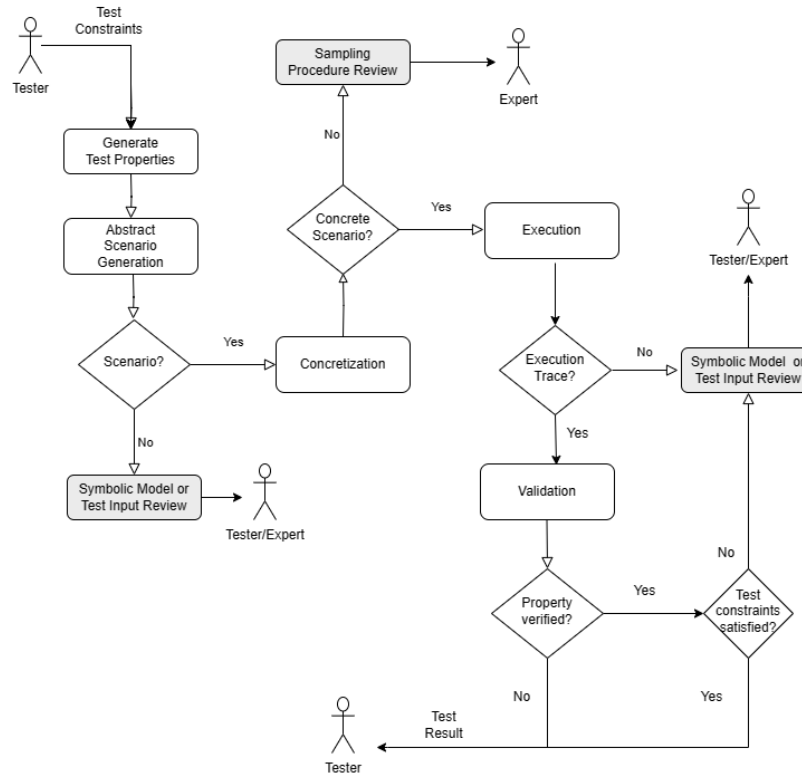 Test
Constraints
Tester
Generate
Test Properties
Abstract
Scenario
Generation
Scenario?
Yes
No
Symbolic Model or
Test Input Review
Tester/Expert
Concretization
Concrete
Scenario?
No
Sampling
Procedure Review
Expert
Yes
Execution
Execution
Trace?
No
Symbolic Model or
Test Input Review
Tester/Expert
Yes
Validation
Property
verified?
Yes
Test
constraints
satisfied?
No
No
Yes
Test
Result
Tester